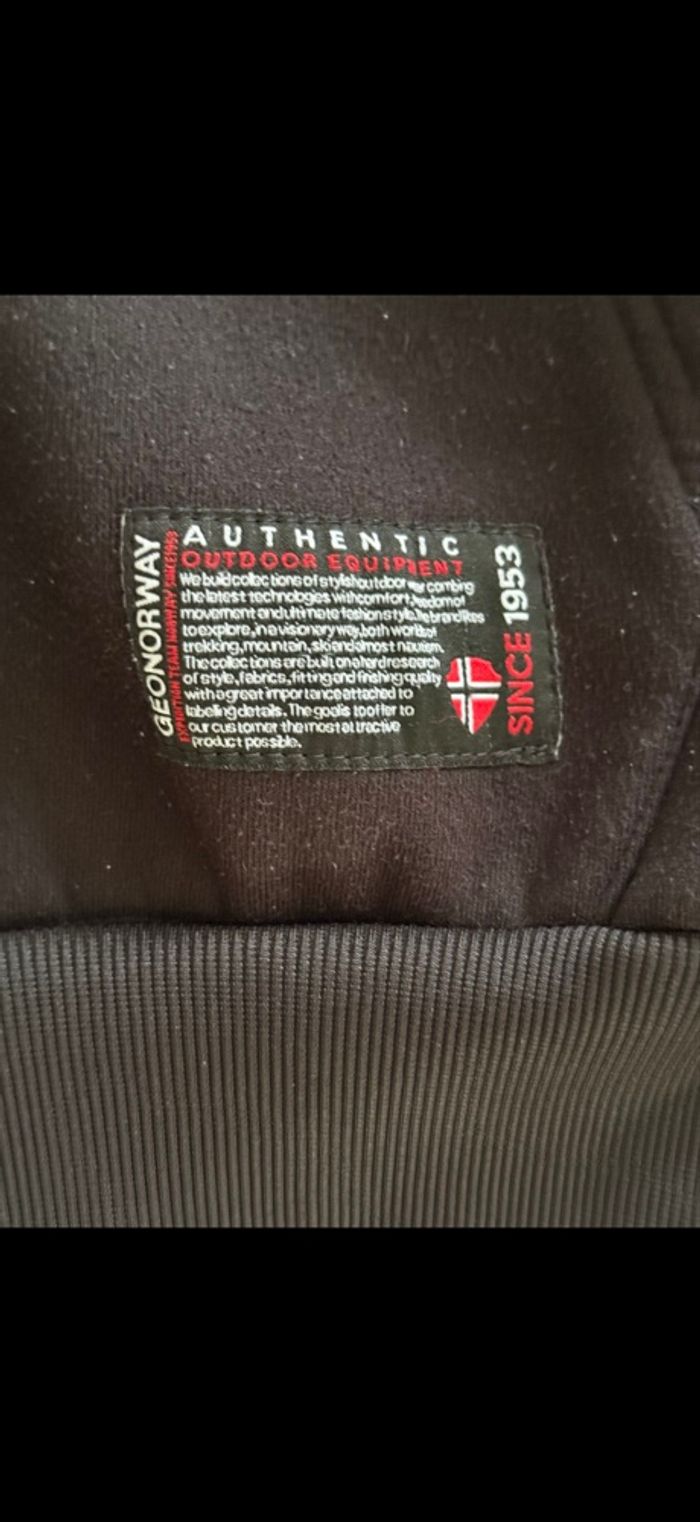 GEONORWAY
EXPEDITION TEAM NORWAY SINCE 1953
AUTHENTIC
OUTDOOR EQUIPMENT
We build collections of stylish outdoor wear combing
the latest technologies with comfort, freedom of
movement and ultimate fashion style. The brand likes
to explore, in a visionary way, both worlds of
trekking, mountain, ski and almost
The collections are built on a hard research
of style, fabrics, fitting and finishing quality
with a great importance attached to
labeling details. The goal is to offer to
our customer the most attractive
product possible.
SINCE 1953